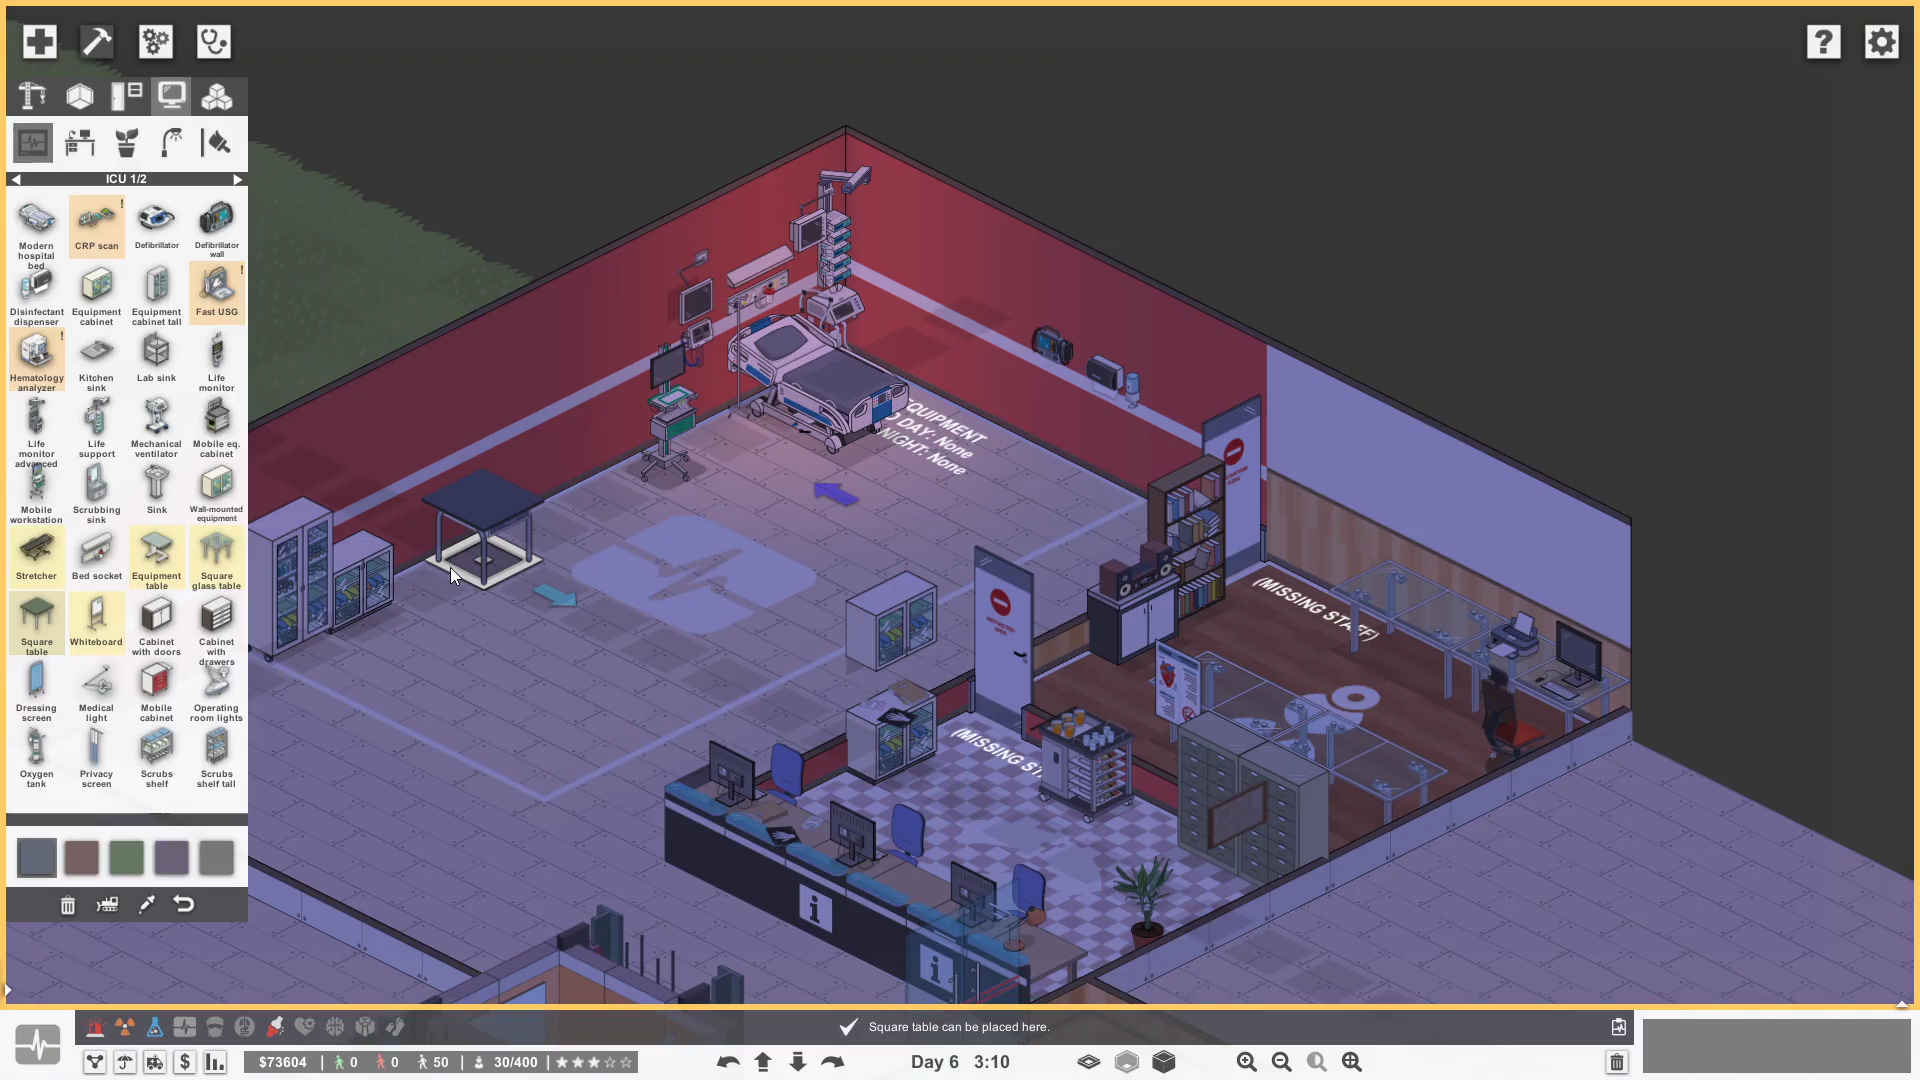 ?
ICU 1/2
Modern hospital bed
CRP scan
Defibrillator
Defibrillator wall
Disinfectant dispenser
Equipment cabinet
Equipment cabinet tall
Fast USG
Hematology analyzer
Kitchen sink
Lab sink
Life monitor
Life monitor advanced
Life support
Mechanical ventilator
Mobile eq. cabinet
Mobile workstation
Scrubbing sink
Sink
Wall-mounted equipment
Stretcher
Bed socket
Equipment table
Square glass table
Square table
Whiteboard
Cabinet with doors
Cabinet with drawers
Dressing screen
Medical light
Mobile cabinet
Operating room lights
Oxygen tank
Privacy screen
Scrubs shelf
Scrubs shelf tall
EQUIPMENT
DAY: None
NIGHT: None
(MISSING STAFF)
RESTRICTED AREA
(MISSING
i
i
Square table can be placed here.
$73604 | 0 0 50 | 30/400
Day 6 3:10